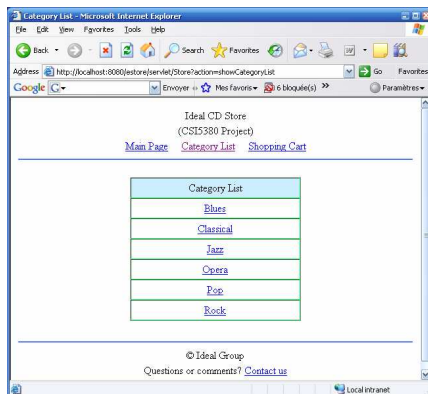 Category List - Microsoft Internet Explorer
File Edit View Favorites Tools Help
Back Search Favorites
Address http://localhost:8080/estore/servlet/Store?action=showCategoryList Go Favorites
Google G Envoyer Mes favoris 6 bloquée(s) » Paramètres
Ideal CD Store
(CSI5380 Project)
Main Page Category List Shopping Cart
Category List
Blues
Classical
Jazz
Opera
Pop
Rock
© Ideal Group
Questions or comments? Contact us
Local intranet